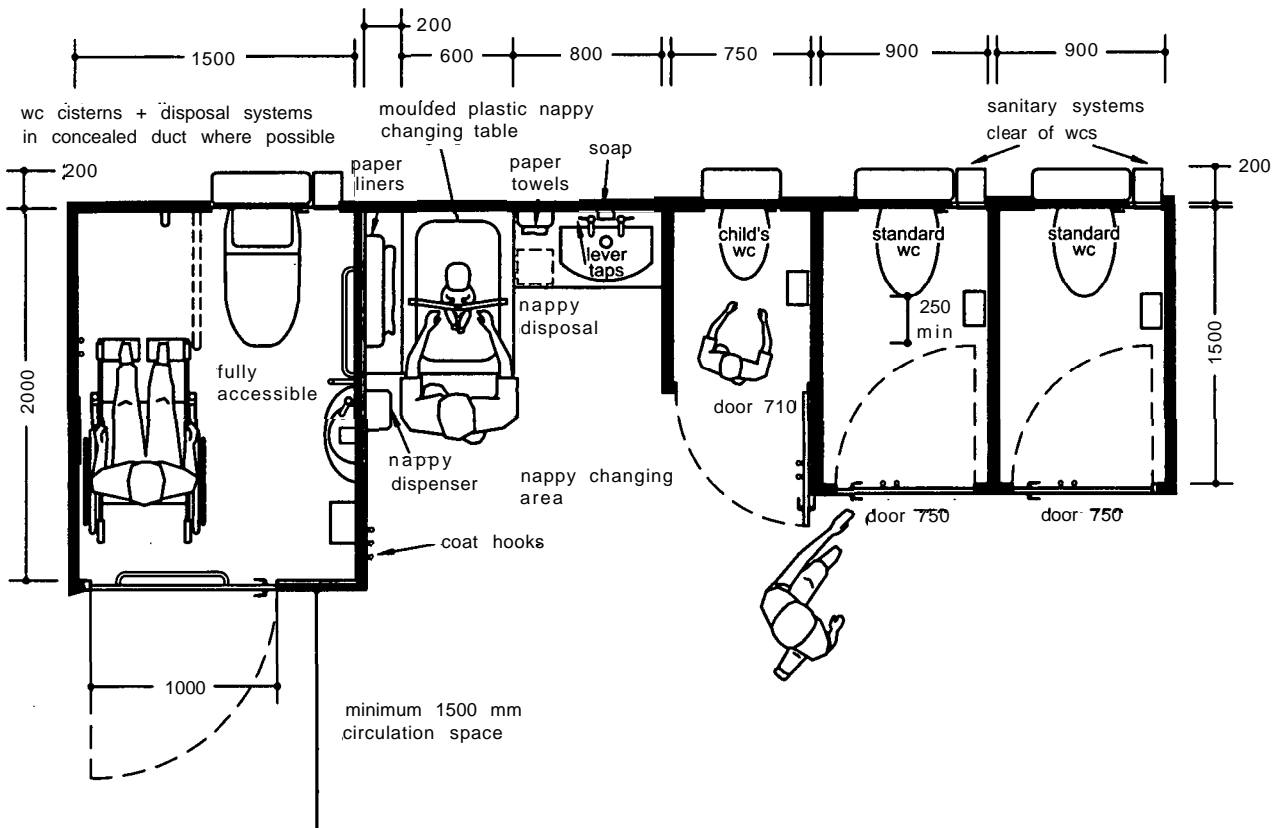 200
1500
600
800
750
900
900
wc cisterns + disposal systems
in concealed duct where possible
moulded plastic nappy
changing table
sanitary systems
clear of wcs
soap
200
paper
liners
paper
towels
200
child's
wc
standard
wc
standard
wc
lever
taps
nappy
disposal
250
min
1500
2000
fully
accessible
door 710
nappy
dispenser
nappy changing
area
door 750
door 750
coat hooks
1000
minimum 1500 mm
circulation space